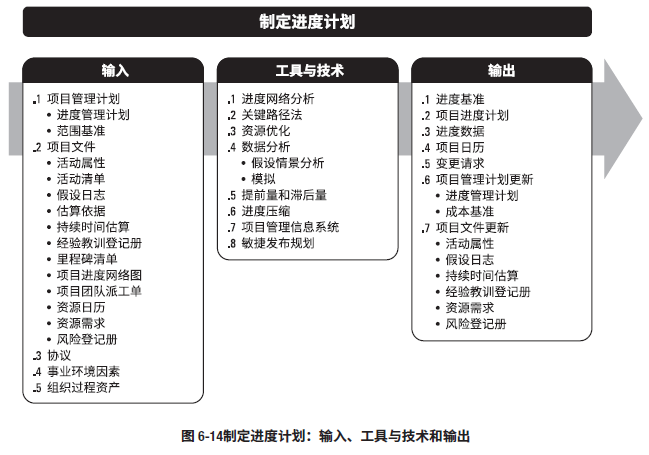 制定进度计划
输入
.1 项目管理计划
• 进度管理计划
• 范围基准
.2 项目文件
• 活动属性
• 活动清单
• 假设日志
• 估算依据
• 持续时间估算
• 经验教训登记册
• 里程碑清单
• 项目进度网络图
• 项目团队派工单
• 资源日历
• 资源需求
• 风险登记册
.3 协议
.4 事业环境因素
.5 组织过程资产
工具与技术
.1 进度网络分析
.2 关键路径法
.3 资源优化
.4 数据分析
• 假设情景分析
• 模拟
.5 提前量和滞后量
.6 进度压缩
.7 项目管理信息系统
.8 敏捷发布规划
输出
.1 进度基准
.2 项目进度计划
.3 进度数据
.4 项目日历
.5 变更请求
.6 项目管理计划更新
• 进度管理计划
• 成本基准
.7 项目文件更新
• 活动属性
• 假设日志
• 持续时间估算
• 经验教训登记册
• 资源需求
• 风险登记册
图 6-14制定进度计划：输入、工具与技术和输出